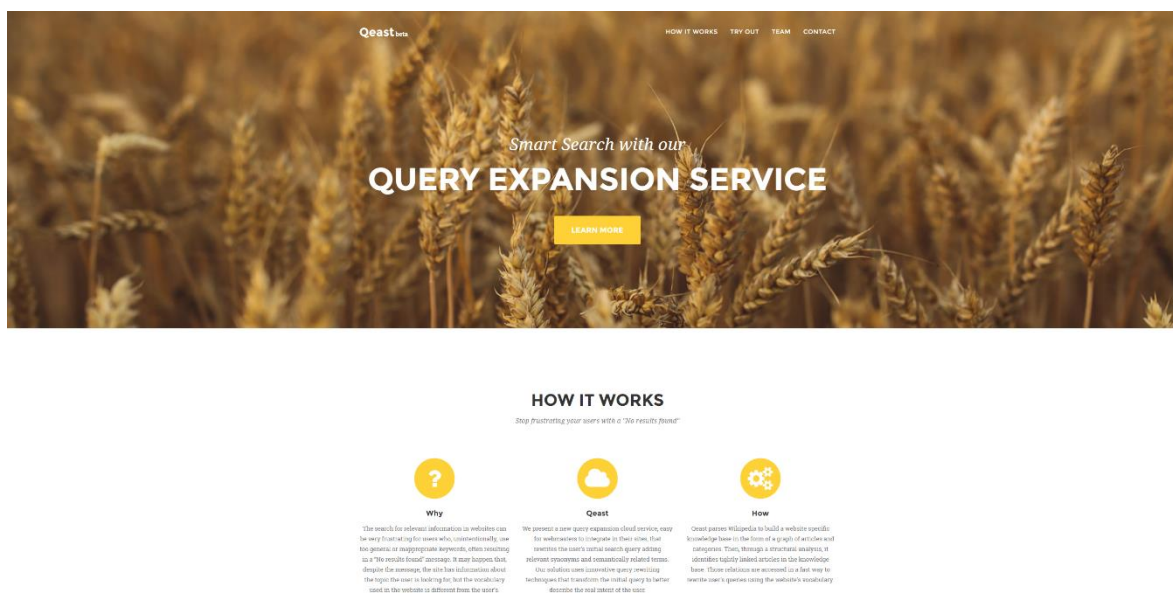 Qeast beta
HOW IT WORKS TRY OUT TEAM CONTACT
Smart Search with our
QUERY EXPANSION SERVICE
LEARN MORE
HOW IT WORKS
Stop frustrating your users with a "No results found"
?
Why
The search for relevant information in websites can
be very frustrating for users who, unintentionally, use
too general or inappropriate keywords, often resulting
in a "No results found" message. It may happen that,
despite the message, the site has information about
the topic the user is looking for, but the vocabulary
used in the website is different from the user's
Qeast
We present a new query expansion cloud service, easy
for webmasters to integrate in their sites, that
rewrites the user's initial search query adding
relevant synonyms and semantically related terms.
Our solution uses innovative query rewriting
techniques that transform the initial query to better
describe the real intent of the user
How
Qeast parses Wikipedia to build a website specific
knowledge base in the form of a graph of articles and
categories. Then, through a structural analysis, it
identifies tightly linked articles in the knowledge
base. Those relations are accessed in a fast way to
rewrite user's queries using the website's vocabulary